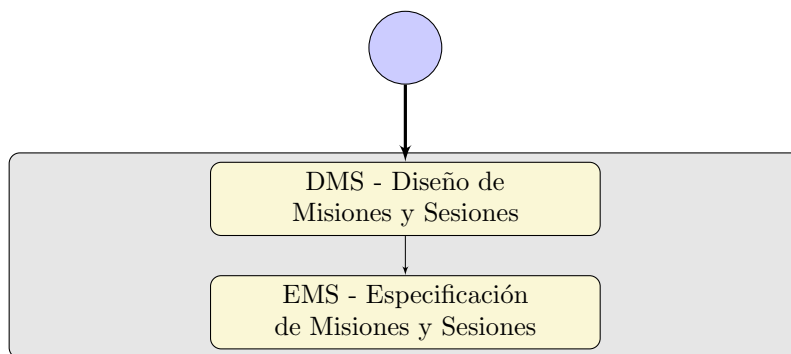 DMS - Diseño de
Misiones y Sesiones
EMS - Especificación
de Misiones y Sesiones